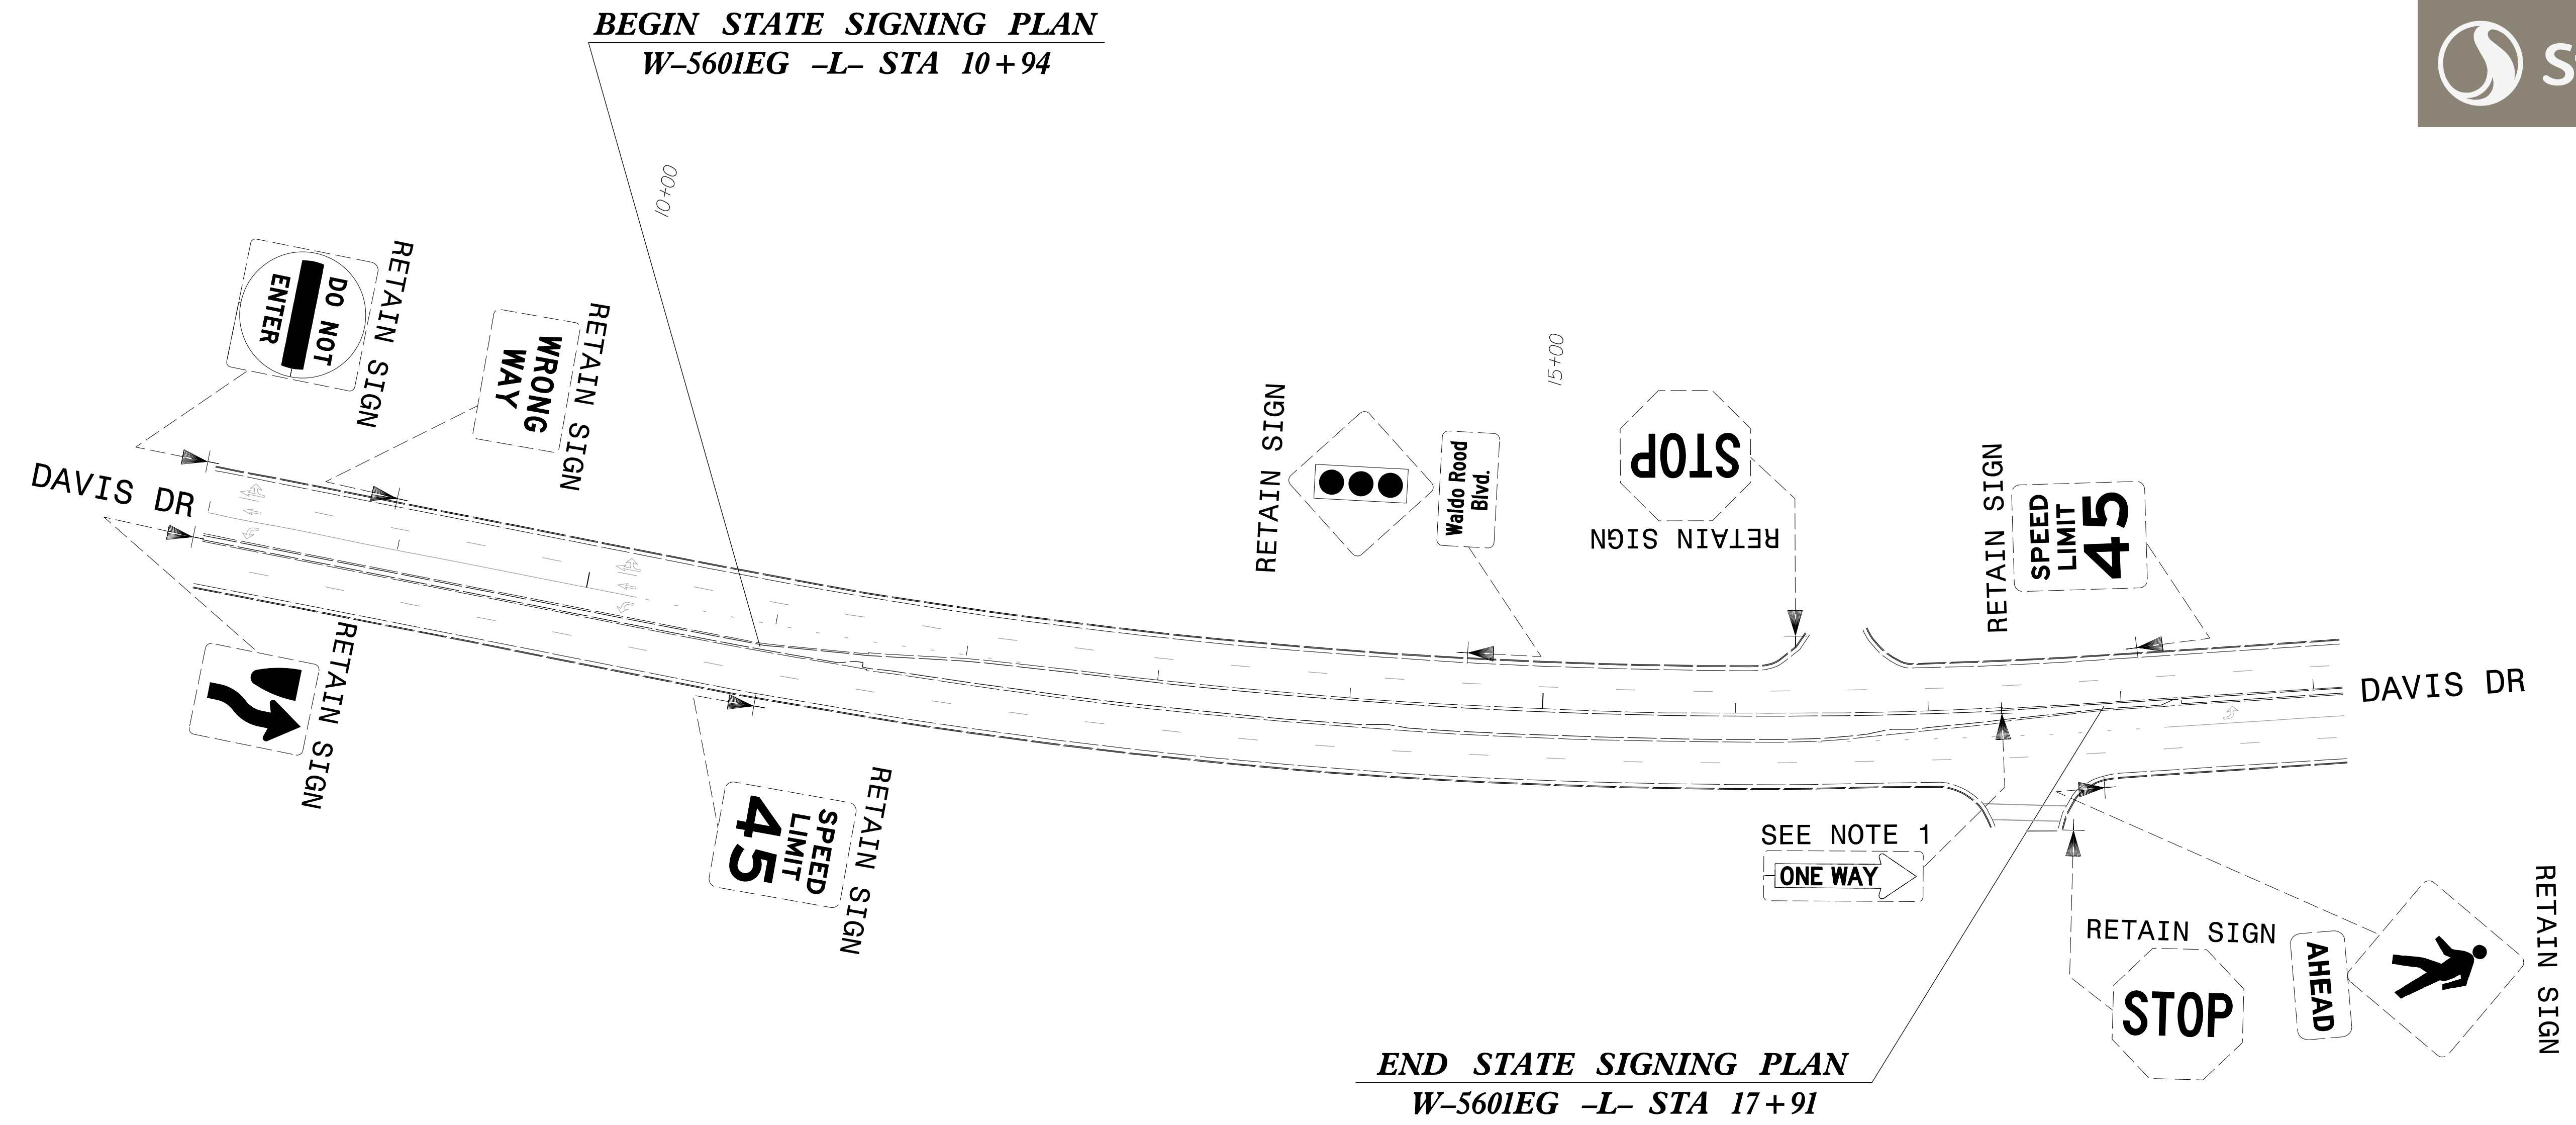 BEGIN STATE SIGNING PLAN
W-5601EG -L- STA 10+94
10+00
DO NOT
ENTER
RETAIN SIGN
WRONG
WAY
RETAIN SIGN
DAVIS DR
RETAIN SIGN
SPEED
LIMIT
45
RETAIN SIGN
RETAIN SIGN
Waldo Rood
Blvd.
15+00
STOP
RETAIN SIGN
RETAIN SIGN
SPEED
LIMIT
45
DAVIS DR
SEE NOTE 1
ONE WAY
RETAIN SIGN
STOP
AHEAD
RETAIN SIGN
END STATE SIGNING PLAN
W-5601EG -L- STA 17+91